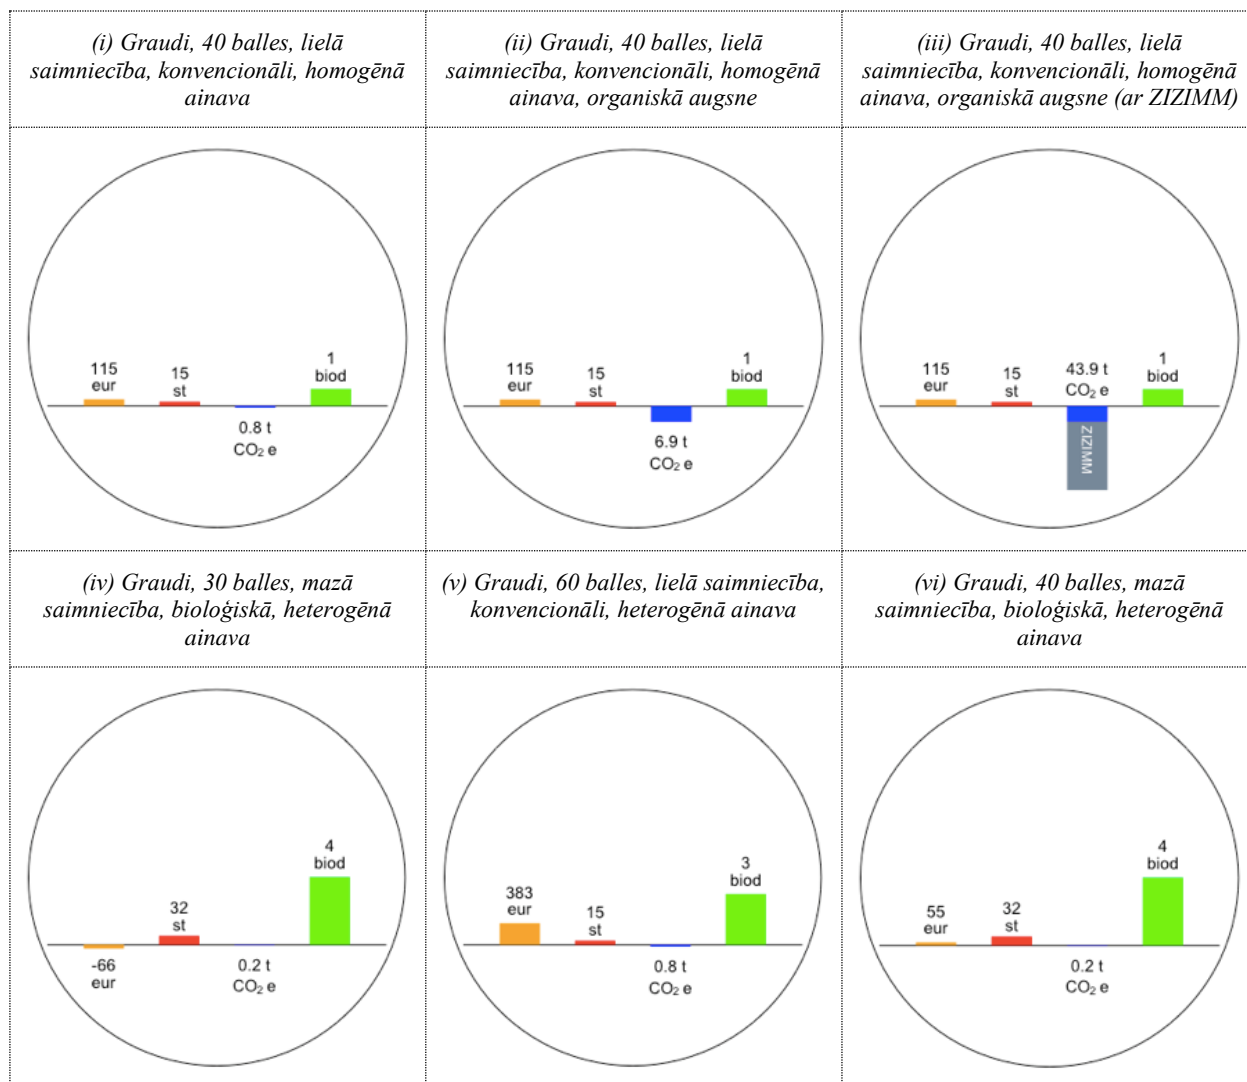 (i) Graudi, 40 balles, lielā
saimniecība, konvencionāli, homogēnā
ainava
(ii) Graudi, 40 balles, lielā
saimniecība, konvencionāli, homogēnā
ainava, organiskā augsne
(iii) Graudi, 40 balles, lielā
saimniecība, konvencionāli, homogēnā
ainava, organiskā augsne (ar ZIZIMM)
115
eur
15
st
0.8 t
CO₂ e
1
biod
115
eur
15
st
6.9 t
CO₂ e
1
biod
115
eur
15
st
43.9 t
CO₂ e
ZIZIMM
1
biod
(iv) Graudi, 30 balles, mazā
saimniecība, bioloģiskā, heterogēnā
ainava
(v) Graudi, 60 balles, lielā saimniecība,
konvencionāli, heterogēnā ainava
(vi) Graudi, 40 balles, mazā
saimniecība, bioloģiskā, heterogēnā
ainava
-66
eur
32
st
0.2 t
CO₂ e
4
biod
383
eur
15
st
0.8 t
CO₂ e
3
biod
55
eur
32
st
0.2 t
CO₂ e
4
biod